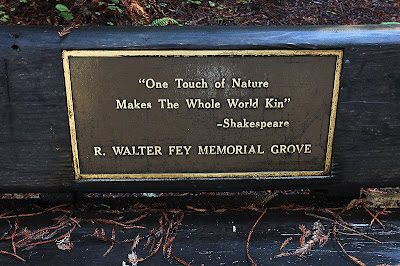 “One Touch of Nature
Makes The Whole World Kin”
–Shakespeare
R. WALTER FEY MEMORIAL GROVE